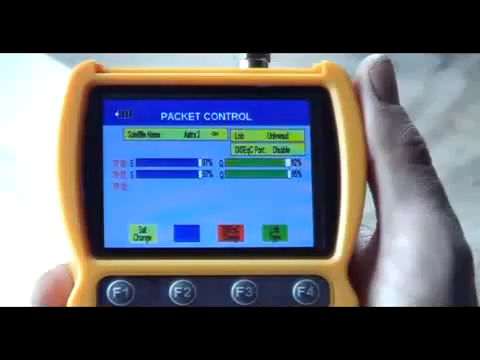 PACKET CONTROL
Satellite Name: Astra 2
Lnb Universal
DiSEqC Port: Disable
S 97% Q 92%
S 97% Q 95%
Sat Change
Lnb Type
F1 F2 F3 F4